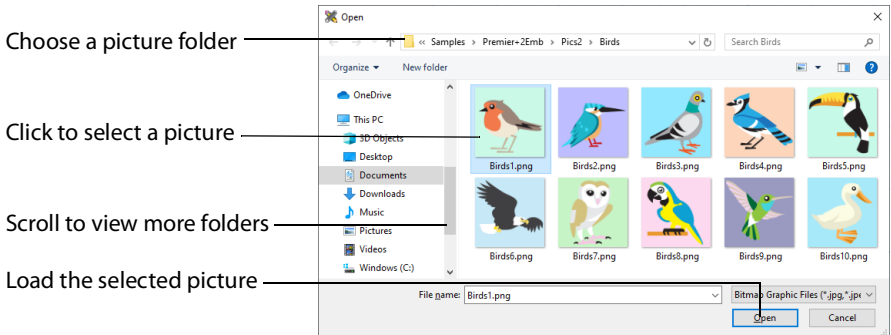 Open
Choose a picture folder
« Samples › Premier+2Emb › Pics2 › Birds
Search Birds
Organize
New folder
OneDrive
This PC
Click to select a picture
3D Objects
Desktop
Birds1.png
Birds2.png
Birds3.png
Birds4.png
Birds5.png
Documents
Downloads
Music
Scroll to view more folders
Pictures
Videos
Birds6.png
Birds7.png
Birds8.png
Birds9.png
Birds10.png
Windows (C:)
Load the selected picture
File name:
Birds1.png
Bitmap Graphic Files (*.jpg,*.jpe
Open
Cancel